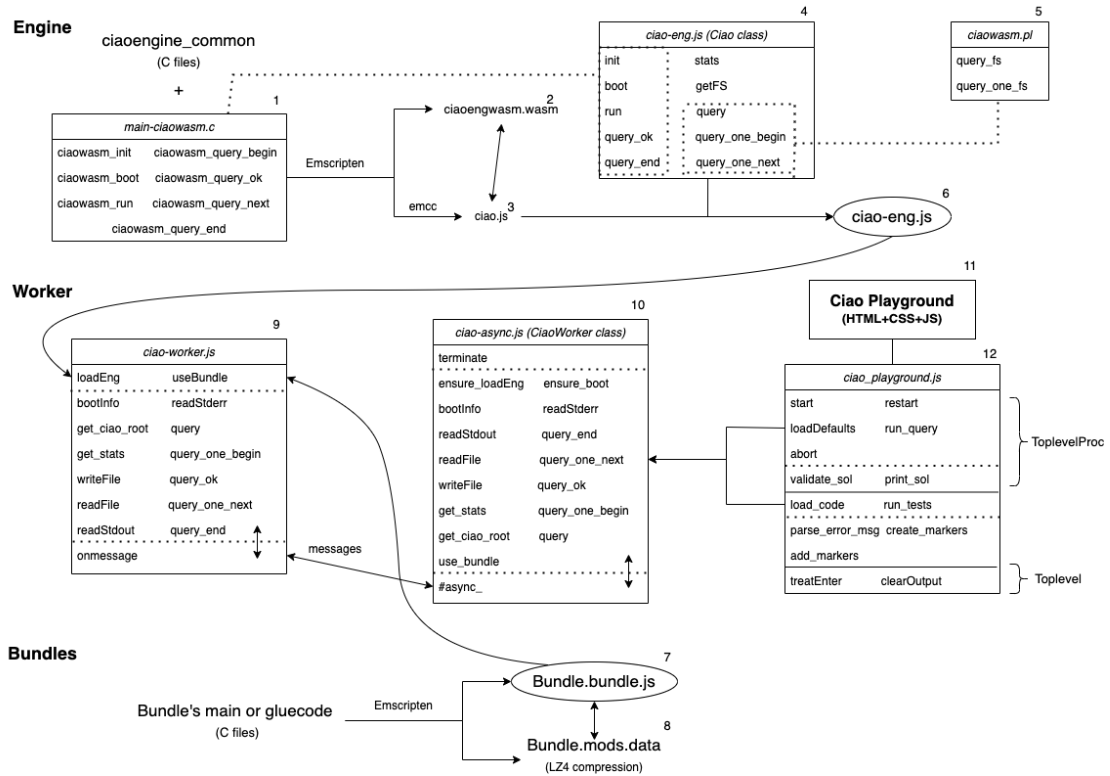 Engine
ciaoengine_common
(C files)
+
1
main-ciaowasm.c
ciaowasm_init ciaowasm_query_begin
ciaowasm_boot ciaowasm_query_ok
ciaowasm_run ciaowasm_query_next
ciaowasm_query_end
Emscripten
emcc
2
ciaoengwasm.wasm
ciao.js
3
4
ciao-eng.js (Ciao class)
init stats
boot getFS
run query
query_ok query_one_begin
query_end query_one_next
5
ciaowasm.pl
query_fs
query_one_fs
6
ciao-eng.js
Worker
9
ciao-worker.js
loadEng useBundle
bootInfo readStderr
get_ciao_root query
get_stats query_one_begin
writeFile query_ok
readFile query_one_next
readStdout query_end
onmessage
messages
10
ciao-async.js (CiaoWorker class)
terminate
ensure_loadEng ensure_boot
bootInfo readStderr
readStdout query_end
readFile query_one_next
writeFile query_ok
get_stats query_one_begin
get_ciao_root query
use_bundle
#async_
11
Ciao Playground
(HTML+CSS+JS)
12
ciao_playground.js
start restart
loadDefaults run_query
abort
validate_sol print_sol
load_code run_tests
parse_error_msg create_markers
add_markers
treatEnter clearOutput
ToplevelProc
Toplevel
Bundles
Bundle's main or gluecode
(C files)
Emscripten
7
Bundle.bundle.js
8
Bundle.mods.data
(LZ4 compression)